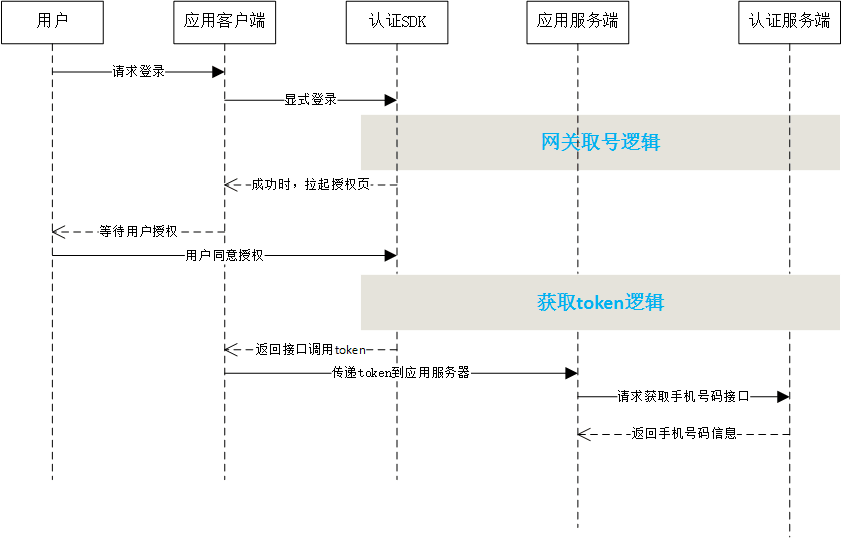 用户
应用客户端
认证SDK
应用服务端
认证服务端
请求登录
显式登录
网关取号逻辑
成功时，拉起授权页
等待用户授权
用户同意授权
获取token逻辑
返回接口调用token
传递token到应用服务器
请求获取手机号码接口
返回手机号码信息